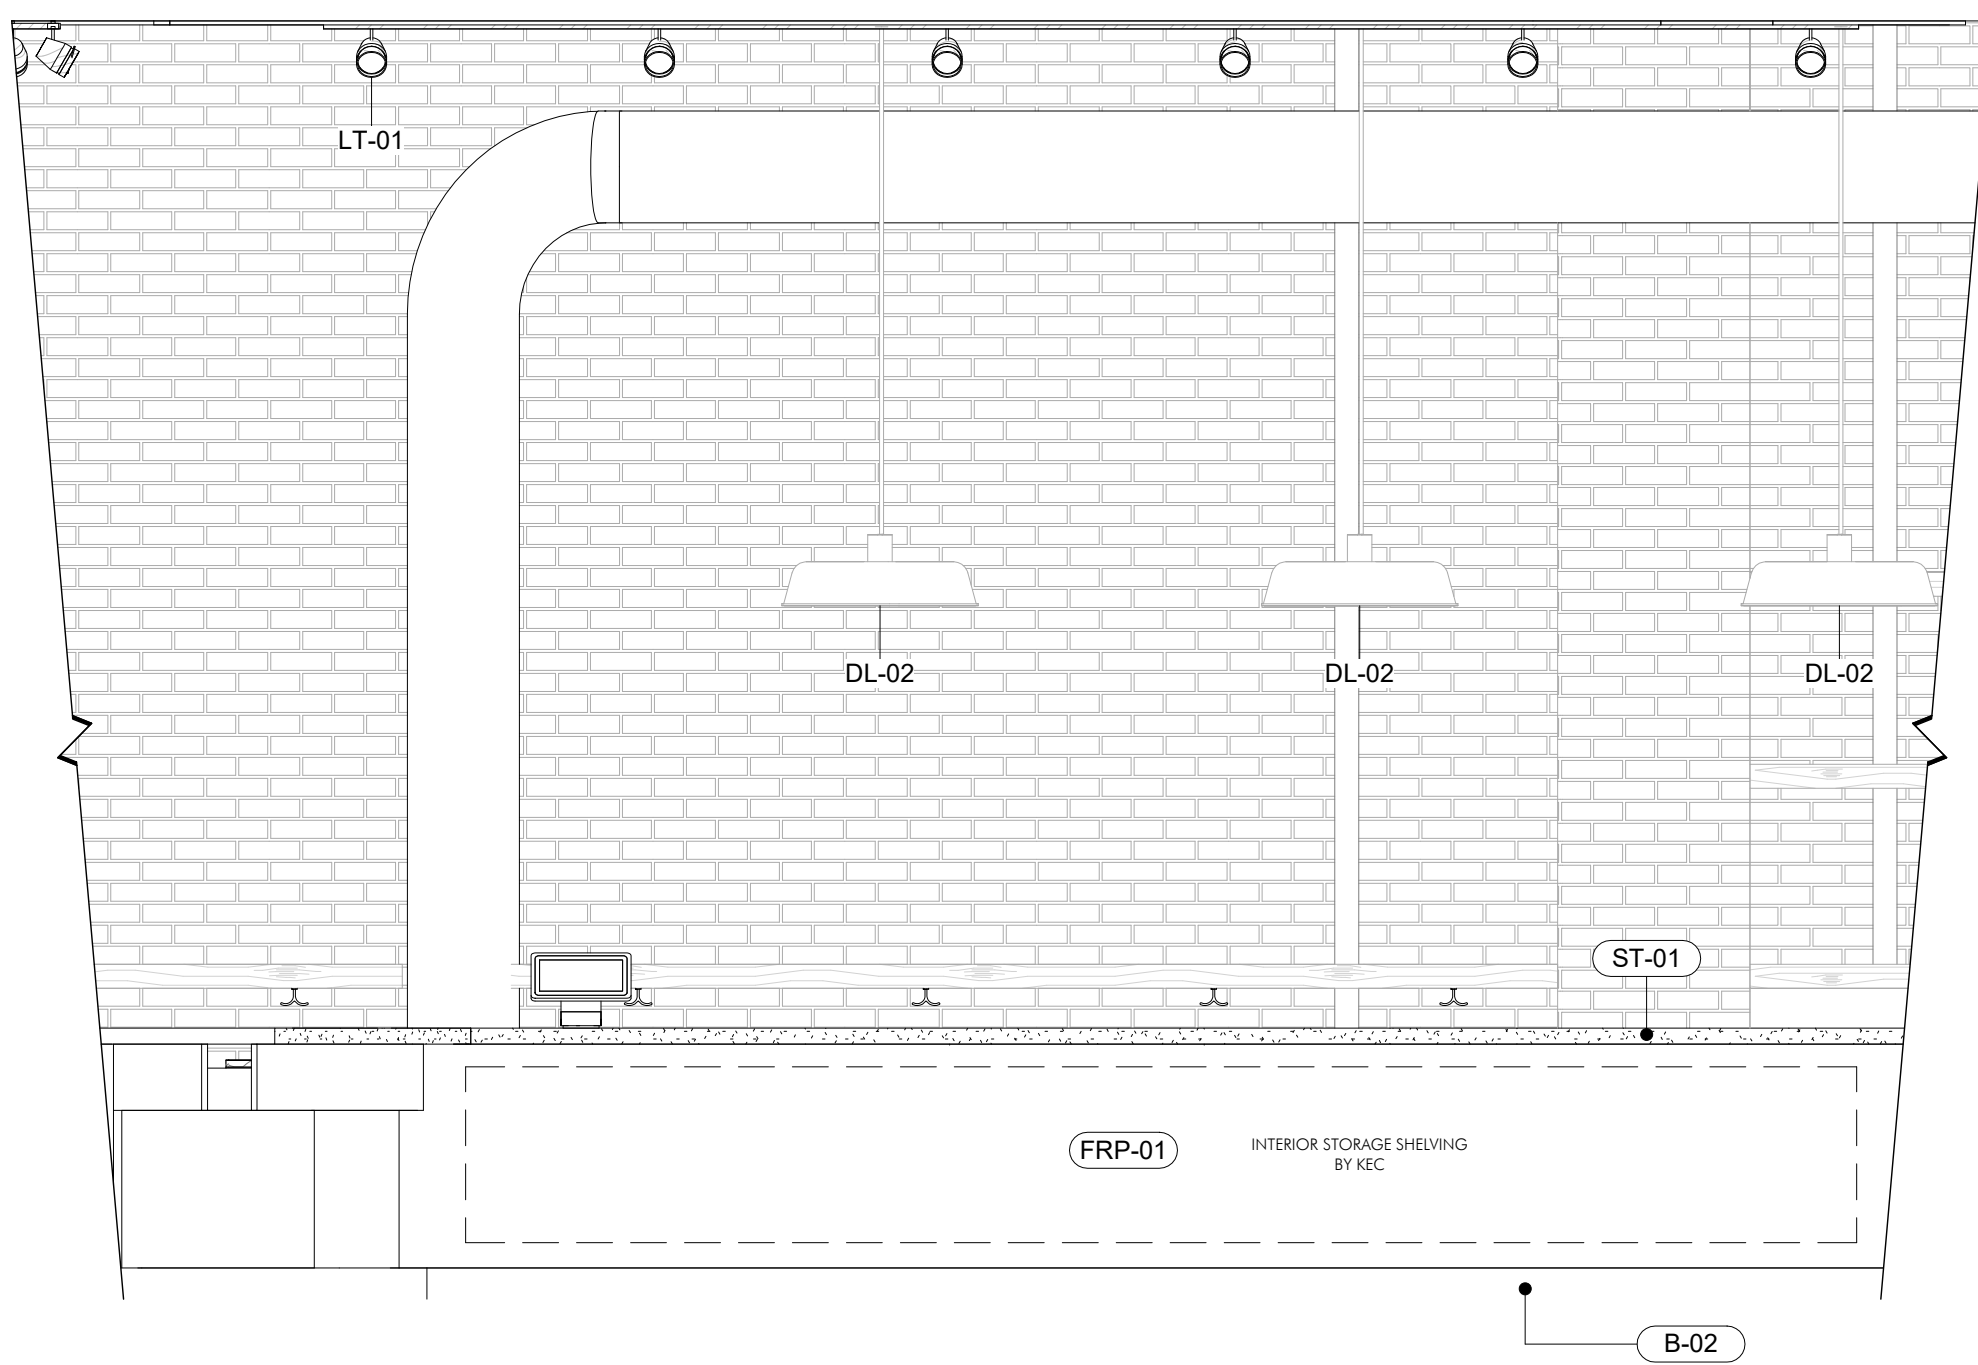 LT-01
DL-02
DL-02
DL-02
ST-01
FRP-01
INTERIOR STORAGE SHELVING
BY KEC
B-02